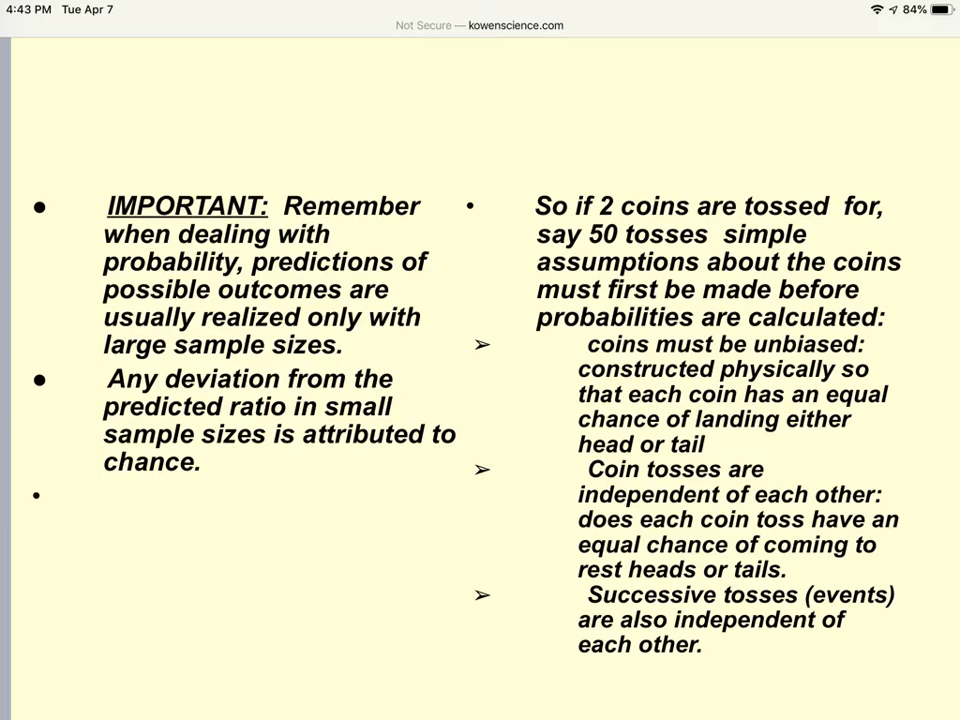 4:43 PM Tue Apr 7
84%
Not Secure — kowenscience.com
● IMPORTANT: Remember
when dealing with
probability, predictions of
possible outcomes are
usually realized only with
large sample sizes.
● Any deviation from the
predicted ratio in small
sample sizes is attributed to
chance.
•
• So if 2 coins are tossed for,
say 50 tosses simple
assumptions about the coins
must first be made before
probabilities are calculated:
➢ coins must be unbiased:
constructed physically so
that each coin has an equal
chance of landing either
head or tail
➢ Coin tosses are
independent of each other:
does each coin toss have an
equal chance of coming to
rest heads or tails.
➢ Successive tosses (events)
are also independent of
each other.